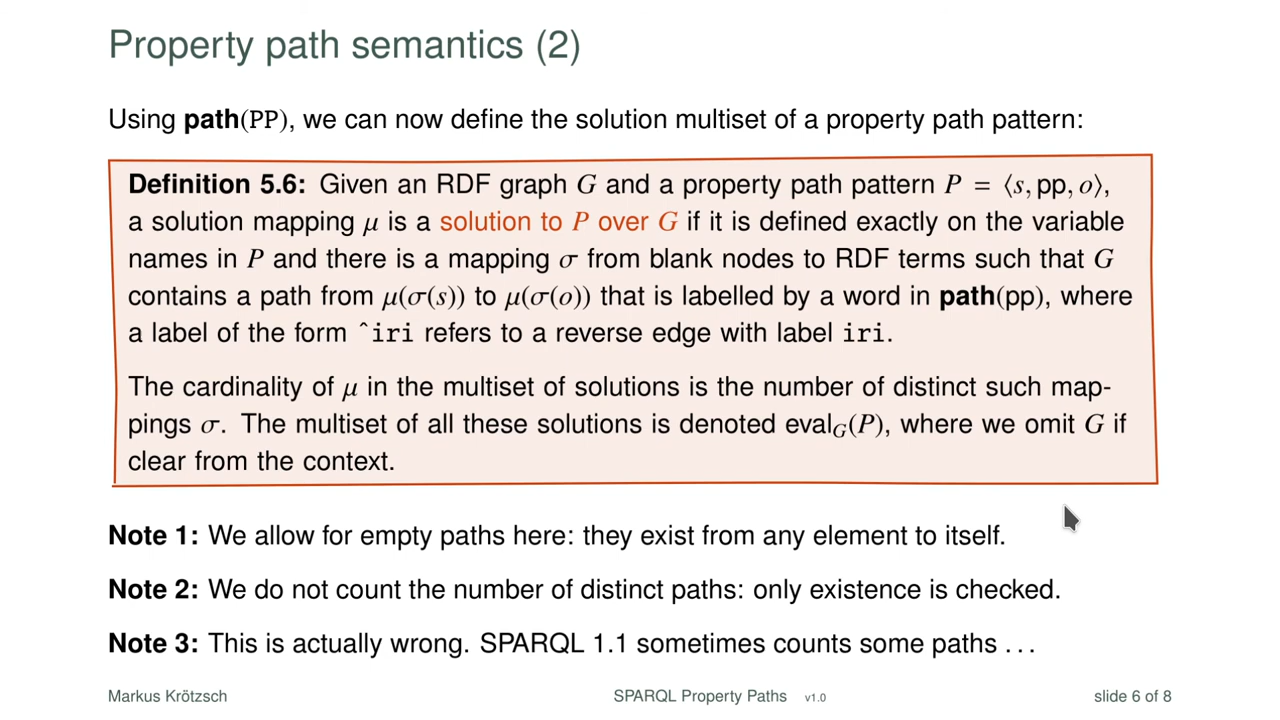 Property path semantics (2)
Using path(PP), we can now define the solution multiset of a property path pattern:
Definition 5.6: Given an RDF graph G and a property path pattern P = ⟨s, pp, o⟩,
a solution mapping μ is a solution to P over G if it is defined exactly on the variable
names in P and there is a mapping σ from blank nodes to RDF terms such that G
contains a path from μ(σ(s)) to μ(σ(o)) that is labelled by a word in path(pp), where
a label of the form ^iri refers to a reverse edge with label iri.
The cardinality of μ in the multiset of solutions is the number of distinct such map-
pings σ. The multiset of all these solutions is denoted eval_G(P), where we omit G if
clear from the context.
Note 1: We allow for empty paths here: they exist from any element to itself.
Note 2: We do not count the number of distinct paths: only existence is checked.
Note 3: This is actually wrong. SPARQL 1.1 sometimes counts some paths . . .
Markus Krötzsch SPARQL Property Paths v1.0 slide 6 of 8